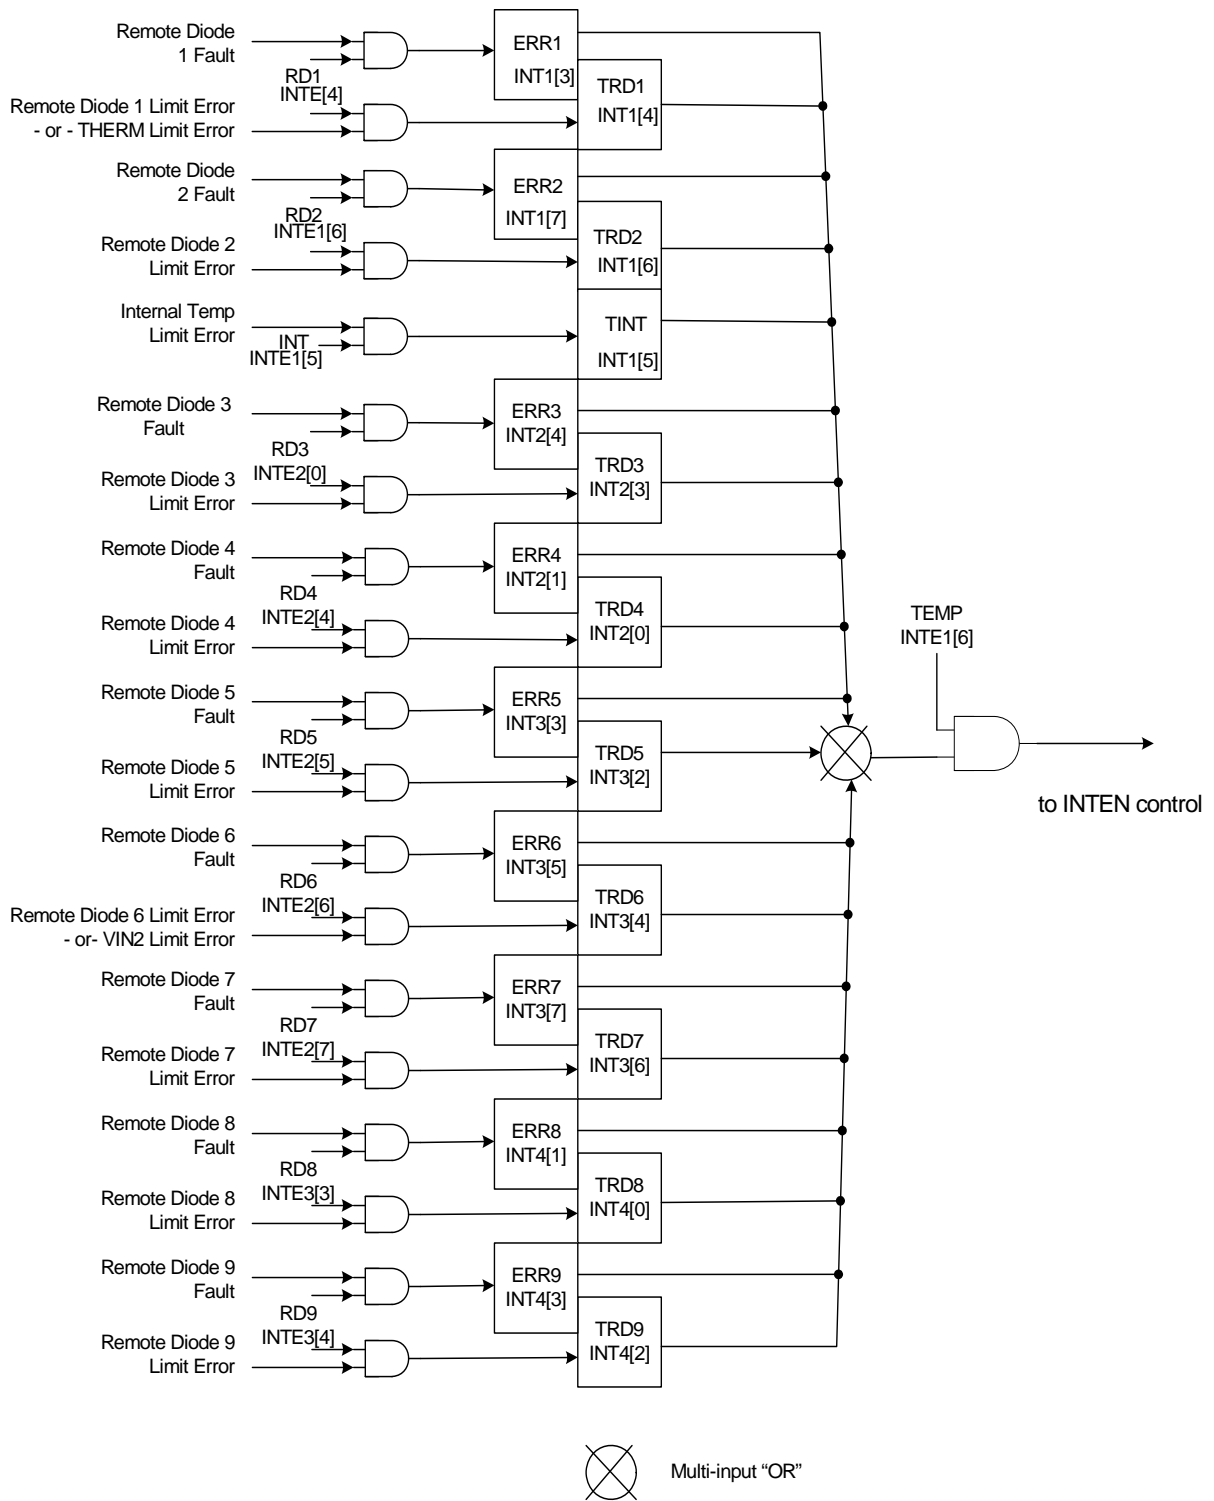 Remote Diode
1 Fault
ERR1
INT1[3]
RD1
INTE[4]
TRD1
INT1[4]
Remote Diode 1 Limit Error
- or - THERM Limit Error
Remote Diode
2 Fault
ERR2
INT1[7]
RD2
INTE1[6]
TRD2
INT1[6]
Remote Diode 2
Limit Error
Internal Temp
Limit Error
INT
INTE1[5]
TINT
INT1[5]
Remote Diode 3
Fault
ERR3
INT2[4]
RD3
INTE2[0]
TRD3
INT2[3]
Remote Diode 3
Limit Error
Remote Diode 4
Fault
ERR4
INT2[1]
RD4
INTE2[4]
TRD4
INT2[0]
Remote Diode 4
Limit Error
TEMP
INTE1[6]
Remote Diode 5
Fault
ERR5
INT3[3]
RD5
INTE2[5]
TRD5
INT3[2]
Remote Diode 5
Limit Error
to INTEN control
Remote Diode 6
Fault
ERR6
INT3[5]
RD6
INTE2[6]
TRD6
INT3[4]
Remote Diode 6 Limit Error
- or- VIN2 Limit Error
Remote Diode 7
Fault
ERR7
INT3[7]
RD7
INTE2[7]
TRD7
INT3[6]
Remote Diode 7
Limit Error
Remote Diode 8
Fault
ERR8
INT4[1]
RD8
INTE3[3]
TRD8
INT4[0]
Remote Diode 8
Limit Error
Remote Diode 9
Fault
ERR9
INT4[3]
RD9
INTE3[4]
TRD9
INT4[2]
Remote Diode 9
Limit Error
Multi-input “OR”